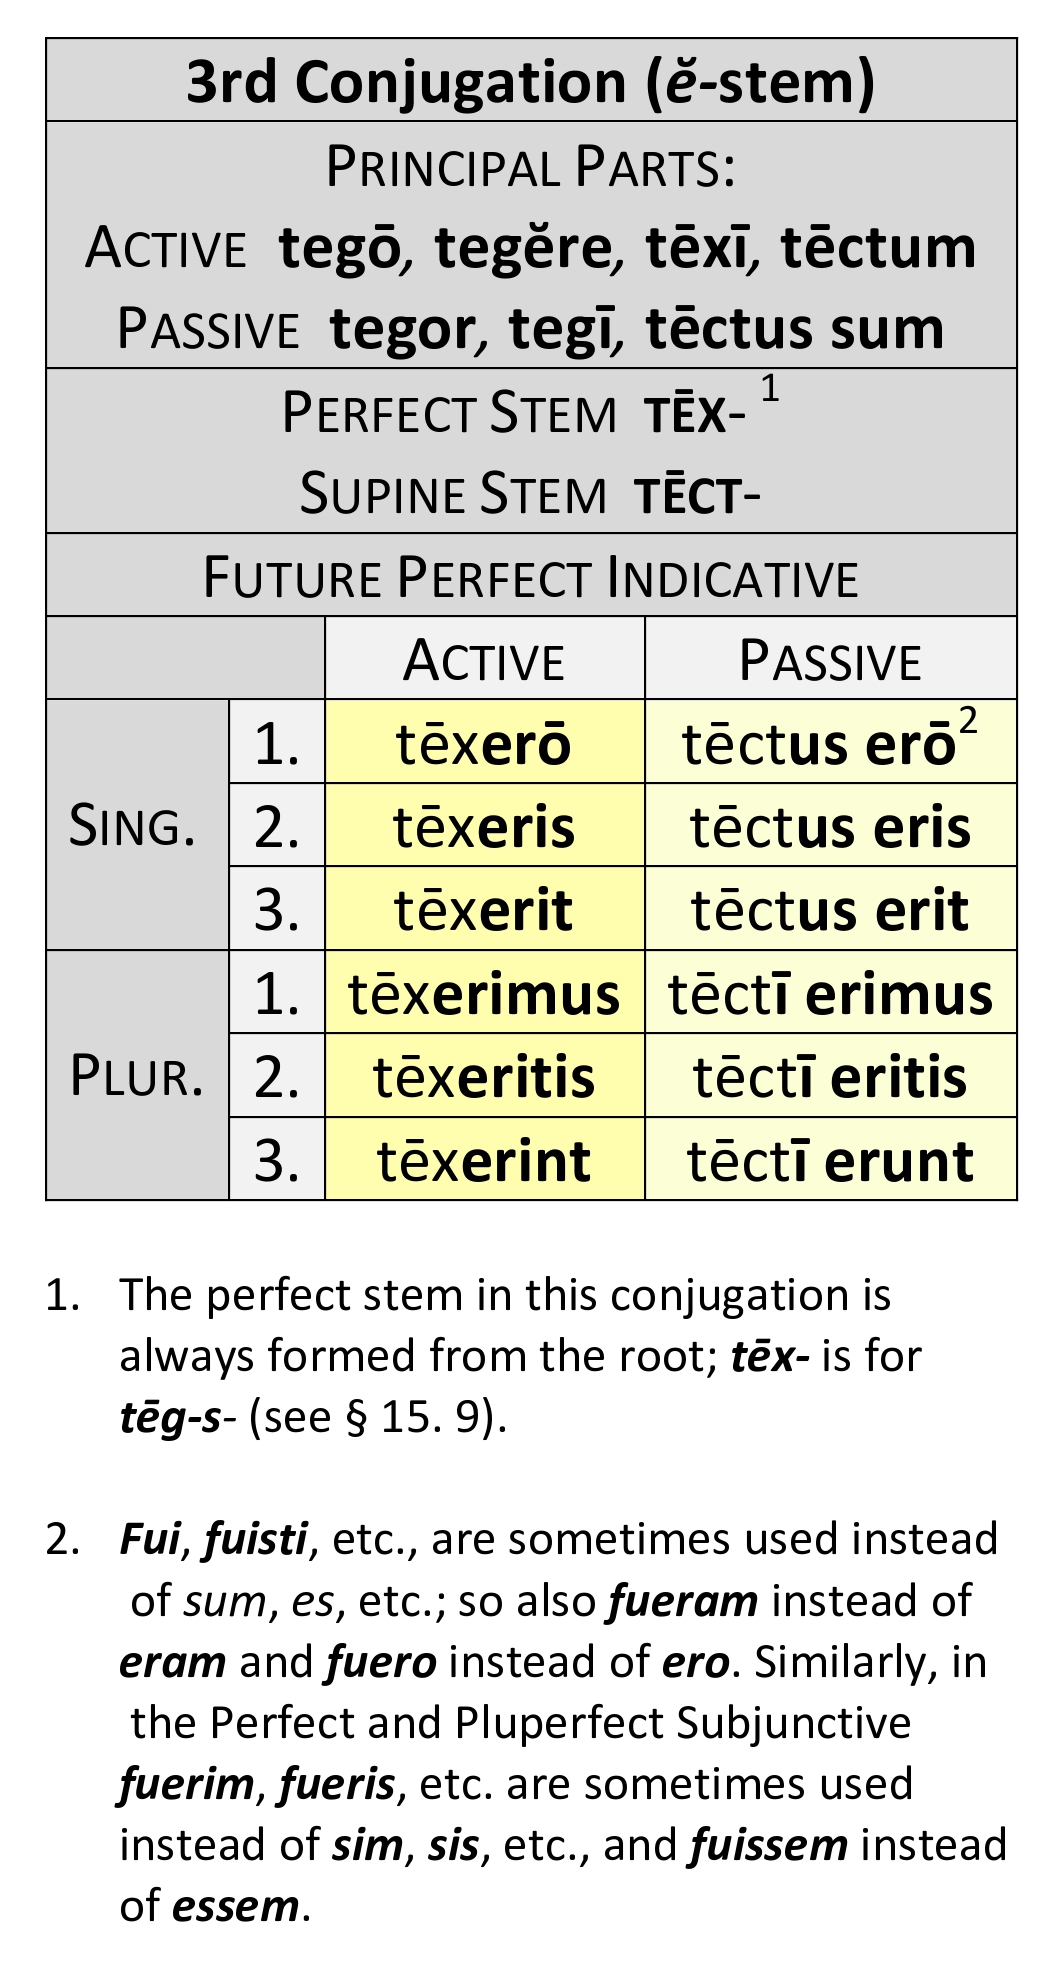 3rd Conjugation (ĕ-stem)
PRINCIPAL PARTS:
ACTIVE tegō, tegĕre, tēxī, tēctum
PASSIVE tegor, tegī, tēctus sum
PERFECT STEM TĒX- 1
SUPINE STEM TĒCT-
FUTURE PERFECT INDICATIVE
ACTIVE PASSIVE
SING. 1. tēxerō tēctus erō2
2. tēxeris tēctus eris
3. tēxerit tēctus erit
PLUR. 1. tēxerimus tēctī erimus
2. tēxeritis tēctī eritis
3. tēxerint tēctī erunt
1. The perfect stem in this conjugation is
always formed from the root; tēx- is for
tēg-s- (see § 15. 9).
2. Fui, fuisti, etc., are sometimes used instead
of sum, es, etc.; so also fueram instead of
eram and fuero instead of ero. Similarly, in
the Perfect and Pluperfect Subjunctive
fuerim, fueris, etc. are sometimes used
instead of sim, sis, etc., and fuissem instead
of essem.